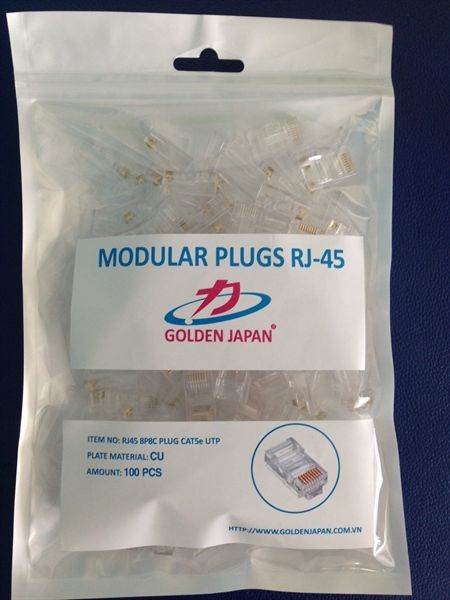 MODULAR PLUGS RJ-45
力
GOLDEN JAPAN®
ITEM NO: RJ45 8P8C PLUG CAT5e UTP
PLATE MATERIAL: CU
AMOUNT: 100 PCS
HTTP://WWW.GOLDENJAPAN.COM.VN